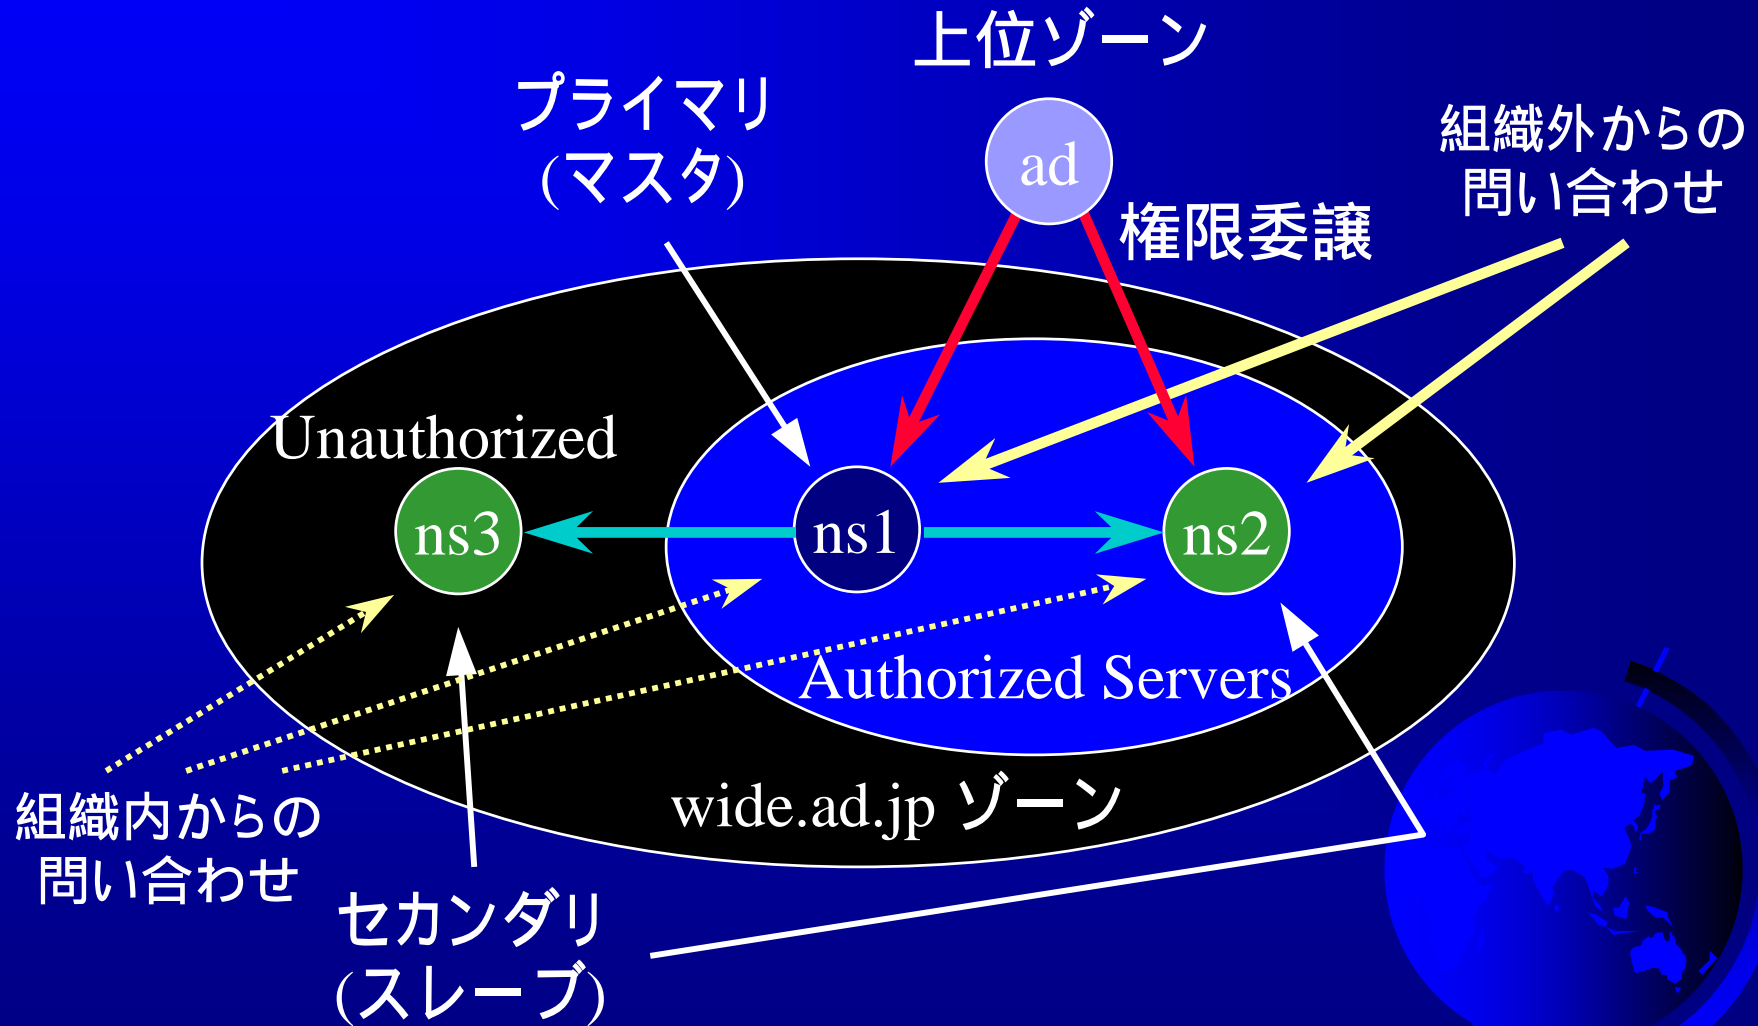 上位ゾーン
プライマリ
(マスタ)
ad
組織外からの
問い合わせ
権限委譲
Unauthorized
ns3
ns1
ns2
Authorized Servers
wide.ad.jp ゾーン
組織内からの
問い合わせ
セカンダリ
(スレーブ)